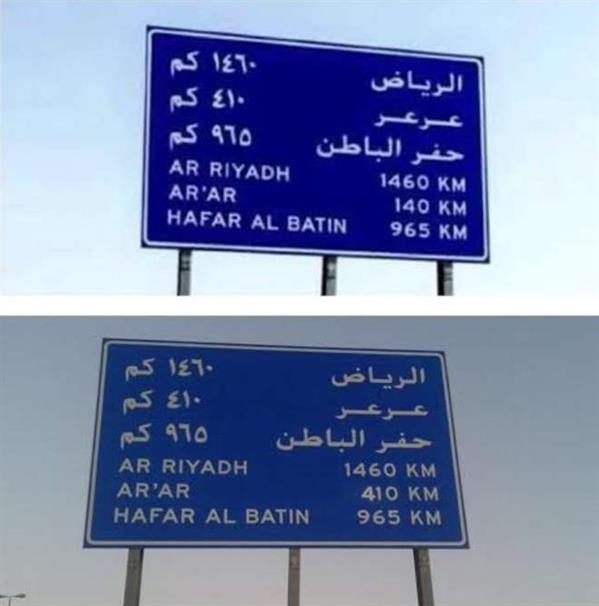 الرياض ١٤٦٠ كم
عرعر ٤١٠ كم
حفر الباطن ٩٦٥ كم
AR RIYADH 1460 KM
AR'AR 140 KM
HAFAR AL BATIN 965 KM
الرياض ١٤٦٠ كم
عرعر ٤١٠ كم
حفر الباطن ٩٦٥ كم
AR RIYADH 1460 KM
AR'AR 410 KM
HAFAR AL BATIN 965 KM